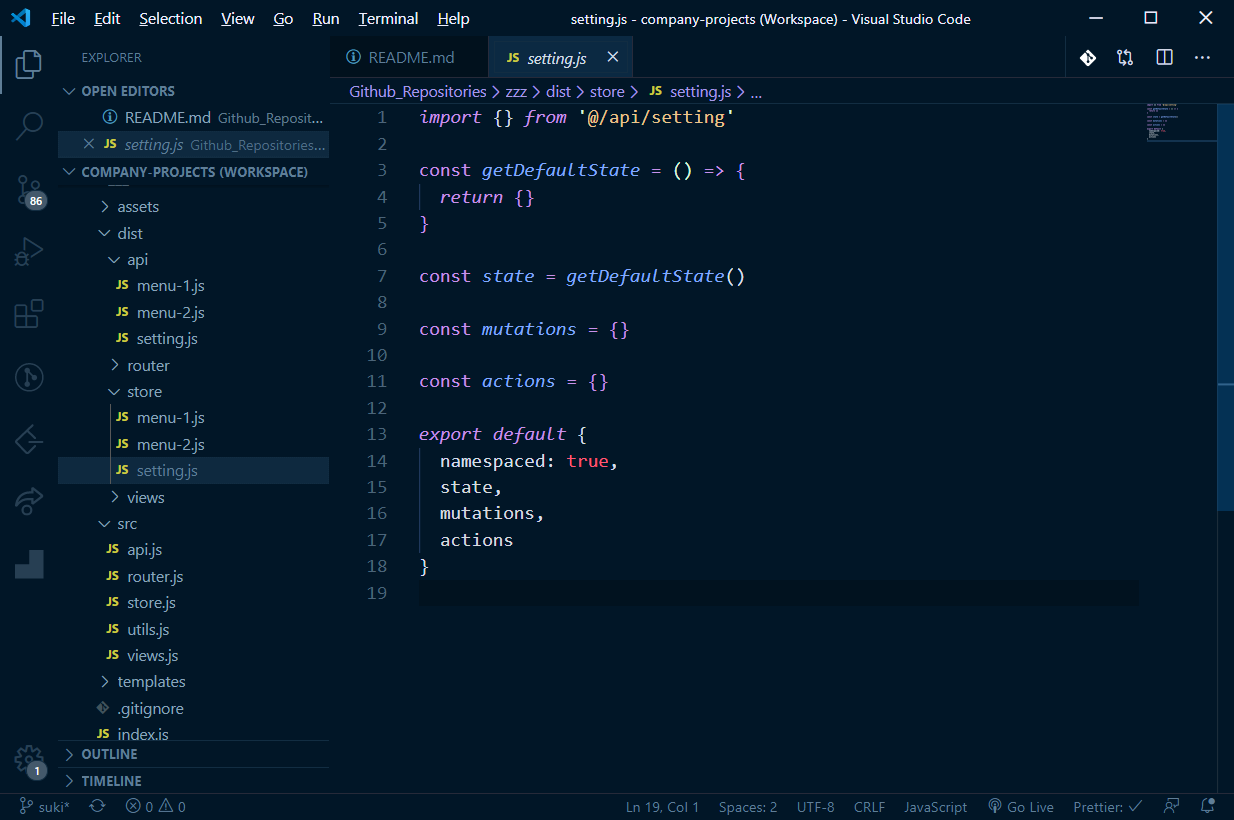 File Edit Selection View Go Run Terminal Help setting.js - company-projects (Workspace) - Visual Studio Code
EXPLORER
OPEN EDITORS
README.md Github_Reposit...
JS setting.js Github_Repositories...
COMPANY-PROJECTS (WORKSPACE)
assets
dist
api
JS menu-1.js
JS menu-2.js
JS setting.js
router
store
JS menu-1.js
JS menu-2.js
JS setting.js
views
src
JS api.js
JS router.js
JS store.js
JS utils.js
JS views.js
templates
.gitignore
JS index.js
OUTLINE
TIMELINE
86
1
README.md JS setting.js
Github_Repositories > zzz > dist > store > JS setting.js > ...
1 import {} from '@/api/setting'
2
3 const getDefaultState = () => {
4 return {}
5 }
6
7 const state = getDefaultState()
8
9 const mutations = {}
10
11 const actions = {}
12
13 export default {
14 namespaced: true,
15 state,
16 mutations,
17 actions
18 }
19
suki* 0 0 Ln 19, Col 1 Spaces: 2 UTF-8 CRLF JavaScript Go Live Prettier: ✓